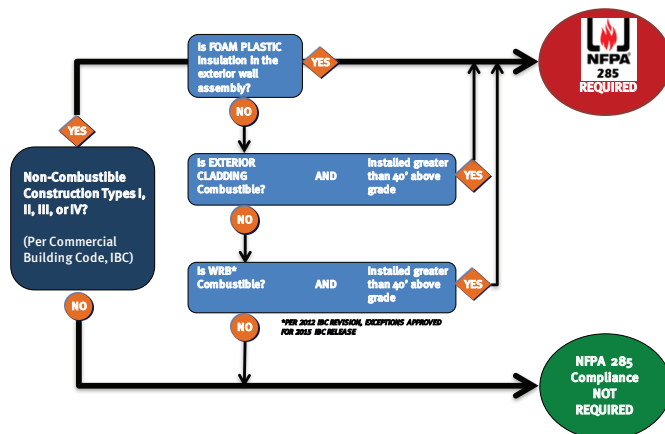 Is FOAM PLASTIC
insulation in the
exterior wall
assembly?
YES
NFPA®
285
REQUIRED
YES
NO
Non-Combustible
Construction Types I,
II, III, or IV?
(Per Commercial
Building Code, IBC)
Is EXTERIOR
CLADDING
Combustible?
AND
Installed greater
than 40' above
grade
YES
NO
Is WRB*
Combustible?
AND
Installed greater
than 40' above
grade
YES
NO
NO
*PER 2012 IBC REVISION, EXCEPTIONS APPROVED
FOR 2015 IBC RELEASE
NFPA 285
Compliance
NOT
REQUIRED